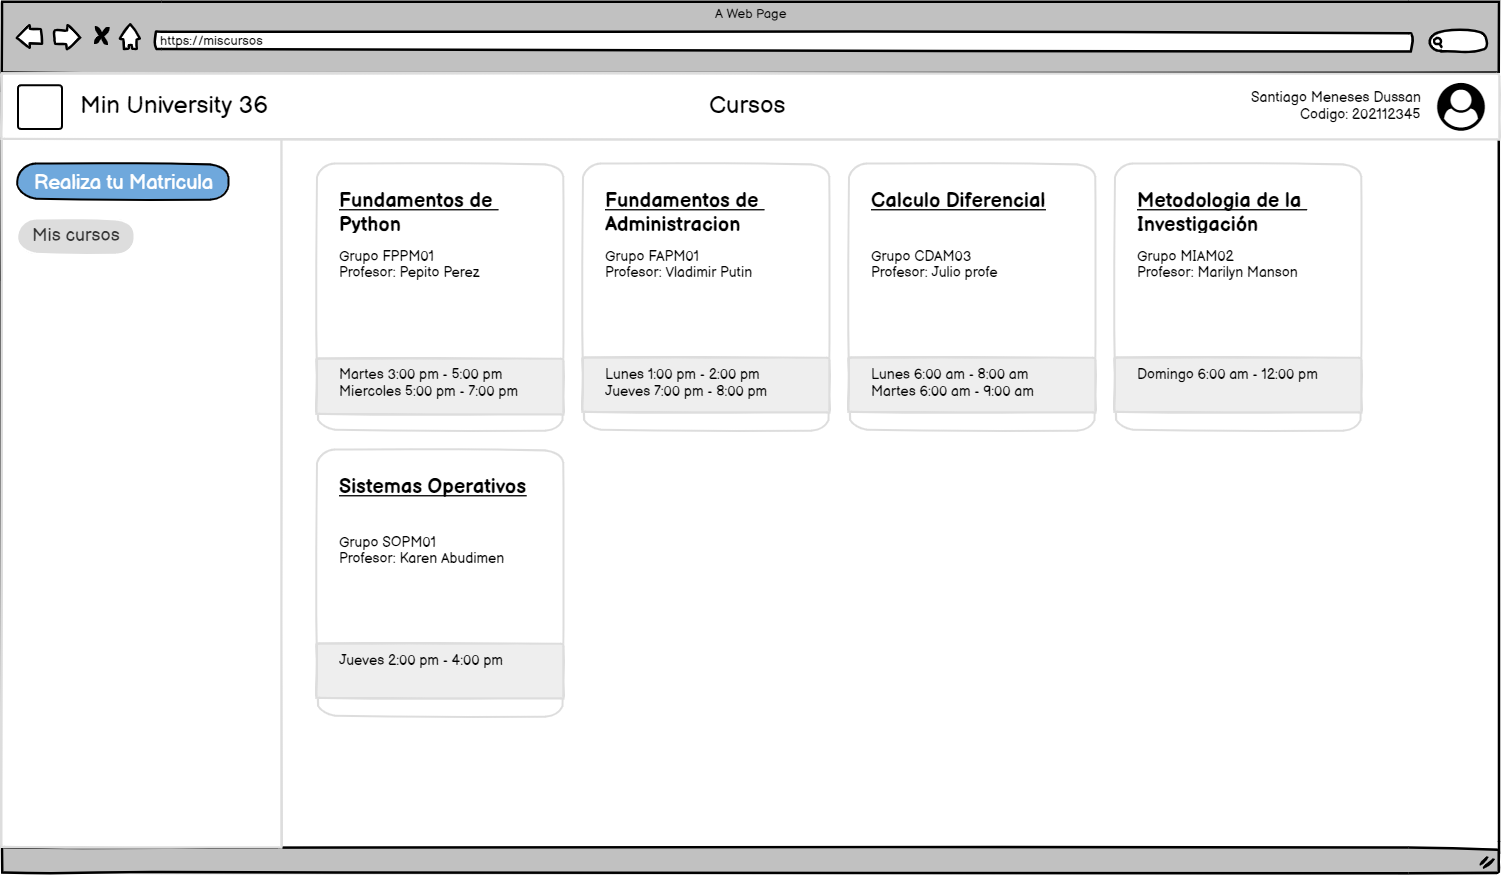 A Web Page
https://miscursos
Min University 36
Cursos
Santiago Meneses Dussan
Codigo: 202112345
Realiza tu Matricula
Mis cursos
Fundamentos de
Python
Grupo FPPM01
Profesor: Pepito Perez
Martes 3:00 pm - 5:00 pm
Miercoles 5:00 pm - 7:00 pm
Fundamentos de
Administracion
Grupo FAPM01
Profesor: Vladimir Putin
Lunes 1:00 pm - 2:00 pm
Jueves 7:00 pm - 8:00 pm
Calculo Diferencial
Grupo CDAM03
Profesor: Julio profe
Lunes 6:00 am - 8:00 am
Martes 6:00 am - 9:00 am
Metodologia de la
Investigación
Grupo MIAM02
Profesor: Marilyn Manson
Domingo 6:00 am - 12:00 pm
Sistemas Operativos
Grupo SOPM01
Profesor: Karen Abudimen
Jueves 2:00 pm - 4:00 pm